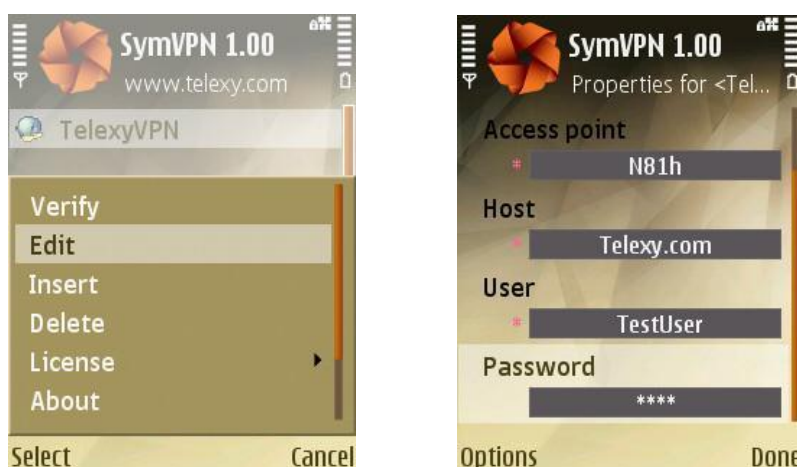 SymVPN 1.00
www.telexy.com
TelexyVPN
Verify
Edit
Insert
Delete
License
About
Select Cancel
SymVPN 1.00
Properties for <Tel...
Access point
* N81h
Host
* Telexy.com
User
* TestUser
Password
****
Options Done